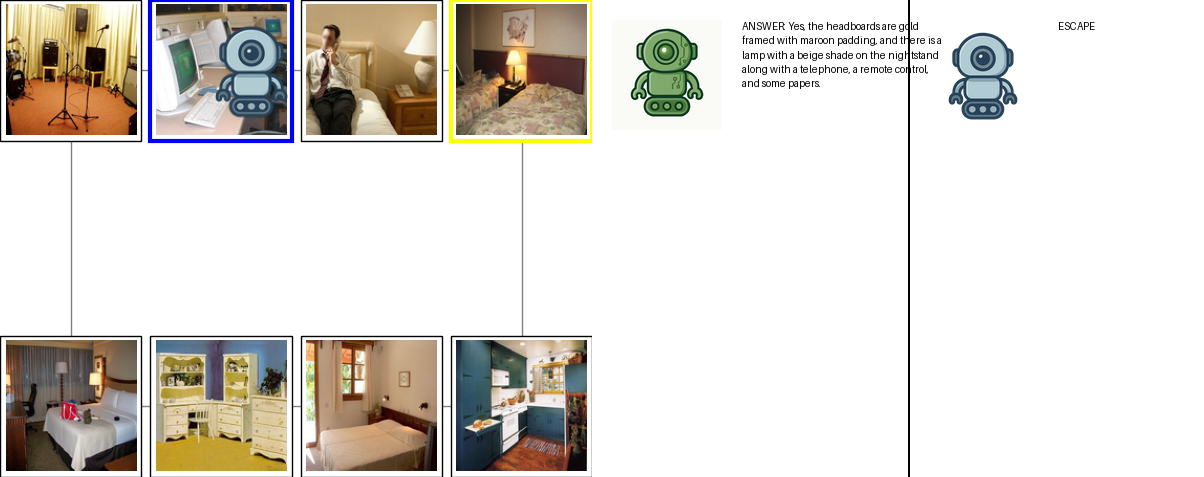 ANSWER: Yes, the headboards are gold
framed with maroon padding, and there is a
lamp with a beige shade on the nightstand
along with a telephone, a remote control,
and some papers.
ESCAPE